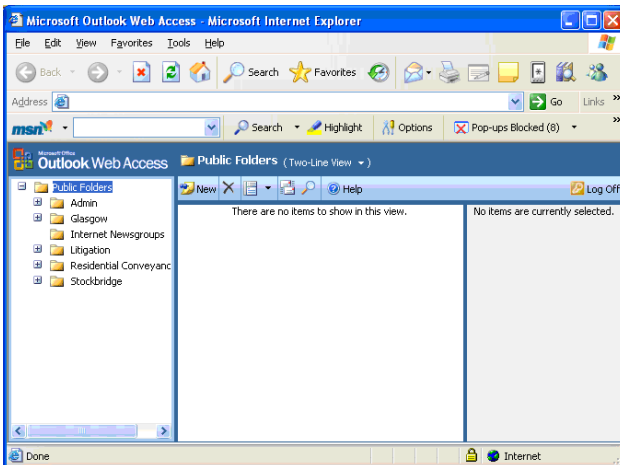 Microsoft Outlook Web Access - Microsoft Internet Explorer
File Edit View Favorites Tools Help
Back Search Favorites
Address Go Links »
msn Search Highlight Options Pop-ups Blocked (8) »
Microsoft Office
Outlook Web Access Public Folders (Two-Line View)
Public Folders New Help Log Off
There are no items to show in this view. No items are currently selected.
Admin
Glasgow
Internet Newsgroups
Litigation
Residential Conveyanc
Stockbridge
Done Internet